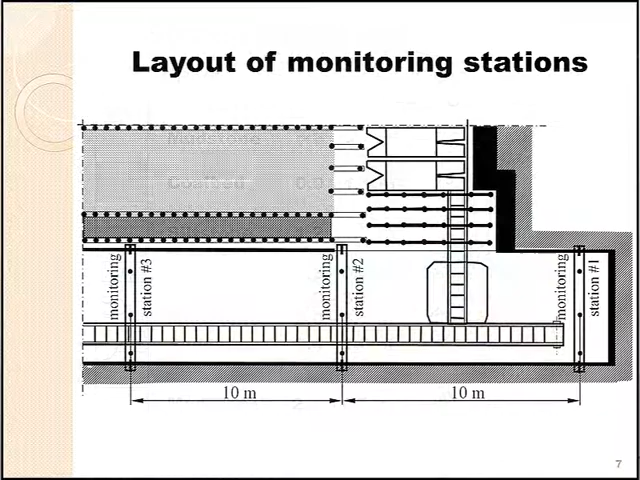 Layout of monitoring stations
monitoring
station #3
monitoring
station #2
monitoring
station #1
10 m
10 m
7